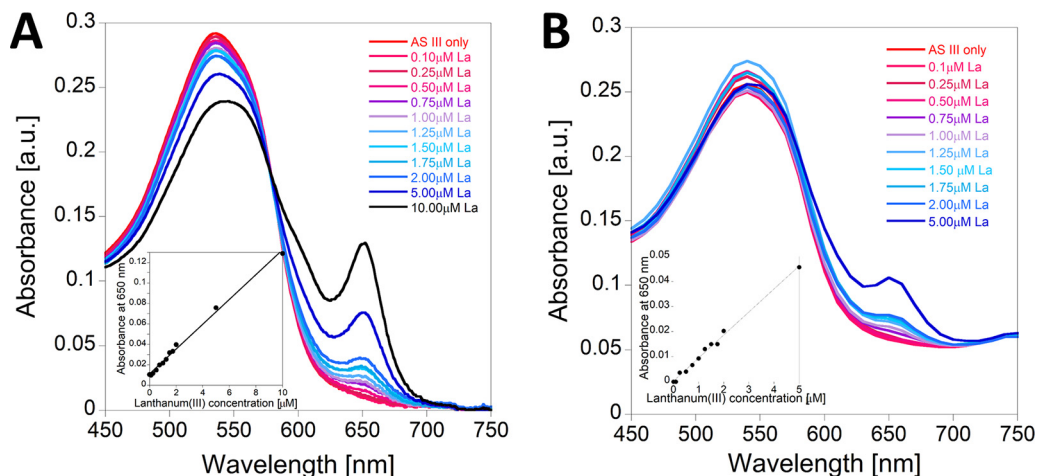 A
Absorbance [a.u.]
0.3
0.25
0.2
0.15
0.1
0.05
0
450
500
550
600
650
700
750
Wavelength [nm]
AS III only
0.10μM La
0.25μM La
0.50μM La
0.75μM La
1.00μM La
1.25μM La
1.50μM La
1.75μM La
2.00μM La
5.00μM La
10.00μM La
Absorbance at 650 nm
0.13
0.12
0.1
0.08
0.06
0.04
0.02
0
0
2
4
6
8
10
Lanthanum(III) concentration [μM]
B
Absorbance [a.u.]
0.3
0.25
0.2
0.15
0.1
0.05
0
450
500
550
600
650
700
750
Wavelength [nm]
AS III only
0.1μM La
0.25μM La
0.50μM La
0.75μM La
1.00μM La
1.25μM La
1.50 μM La
1.75μM La
2.00μM La
5.00μM La
Absorbance at 650 nm
0.05
0.04
0.03
0.02
0.01
0
0
1
2
3
4
5
Lanthanum(III) concentration [μM]